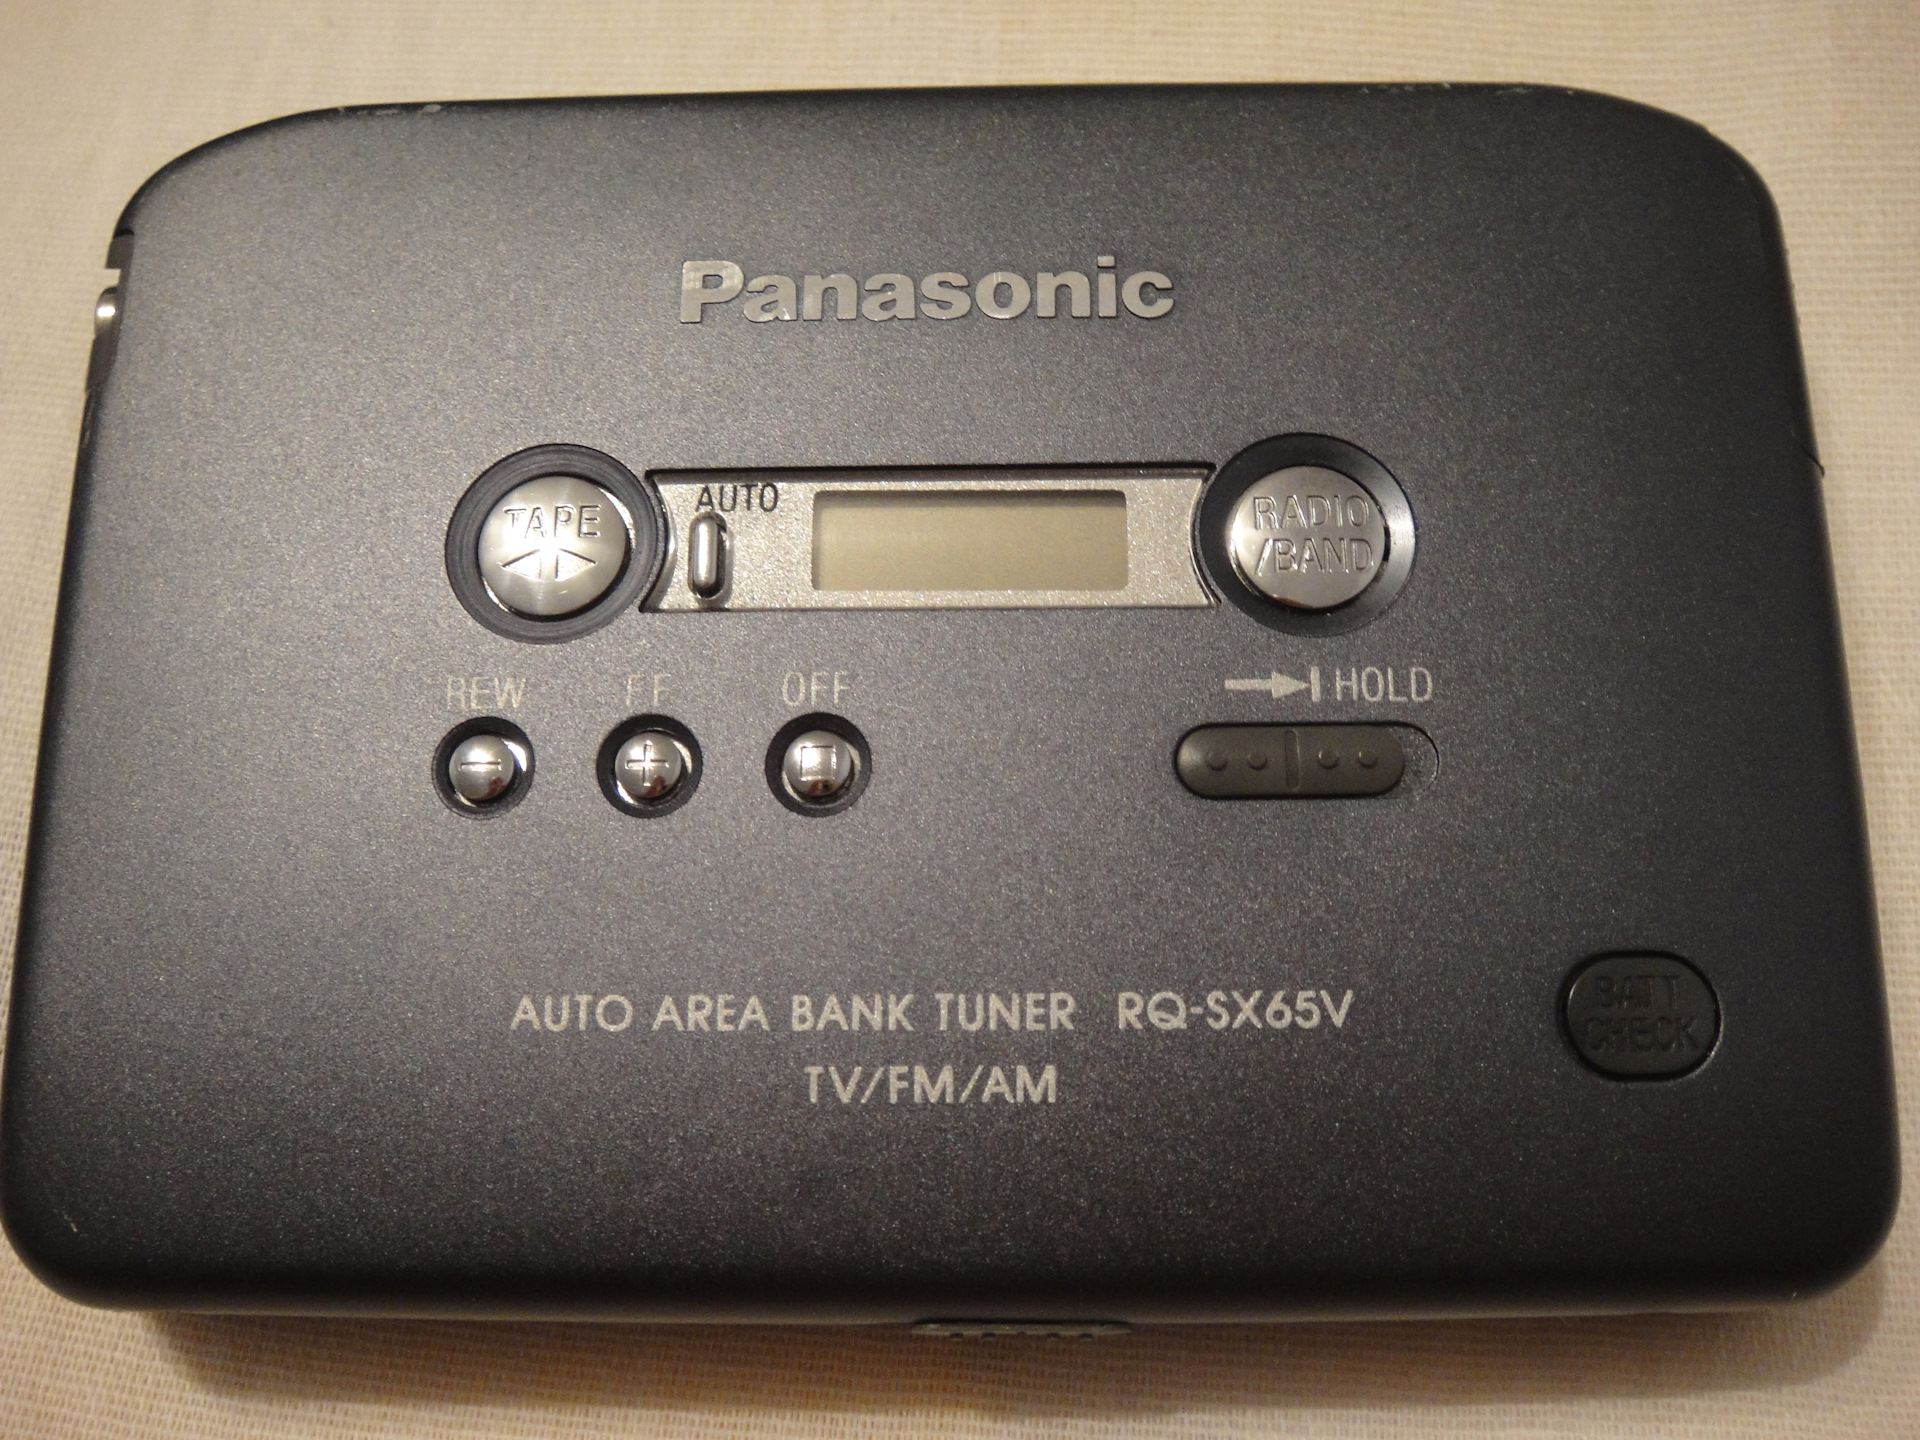 Panasonic
TAPE
AUTO
RADIO
/BAND
REW
FF
OFF
HOLD
AUTO AREA BANK TUNER RQ-SX65V
TV/FM/AM
BATT
CHECK